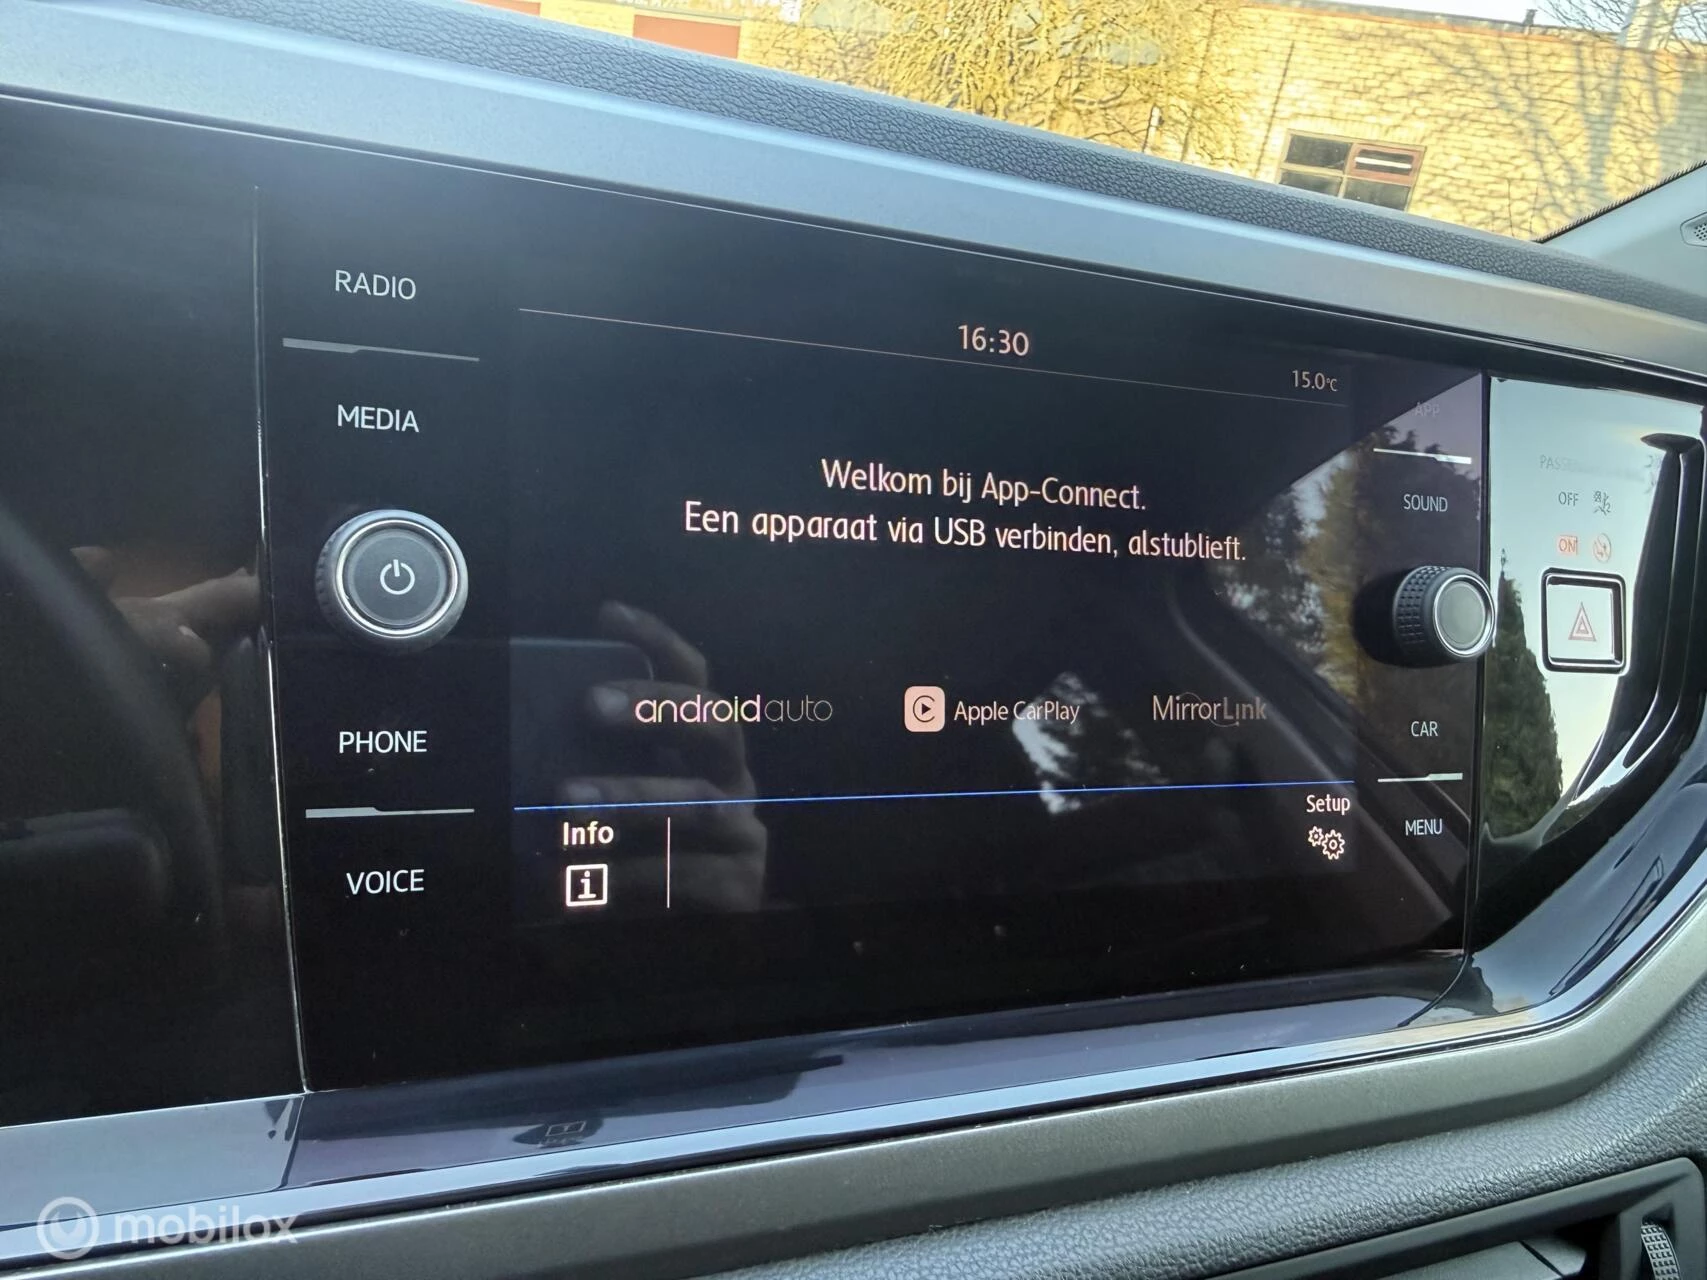 RADIO
MEDIA
PHONE
VOICE
16:30
15.0°C
Welkom bij App-Connect.
Een apparaat via USB verbinden, alstublieft.
androidauto
Apple CarPlay
MirrorLink
Info
Setup
APP
SOUND
CAR
MENU
OFF
ON
mobilox